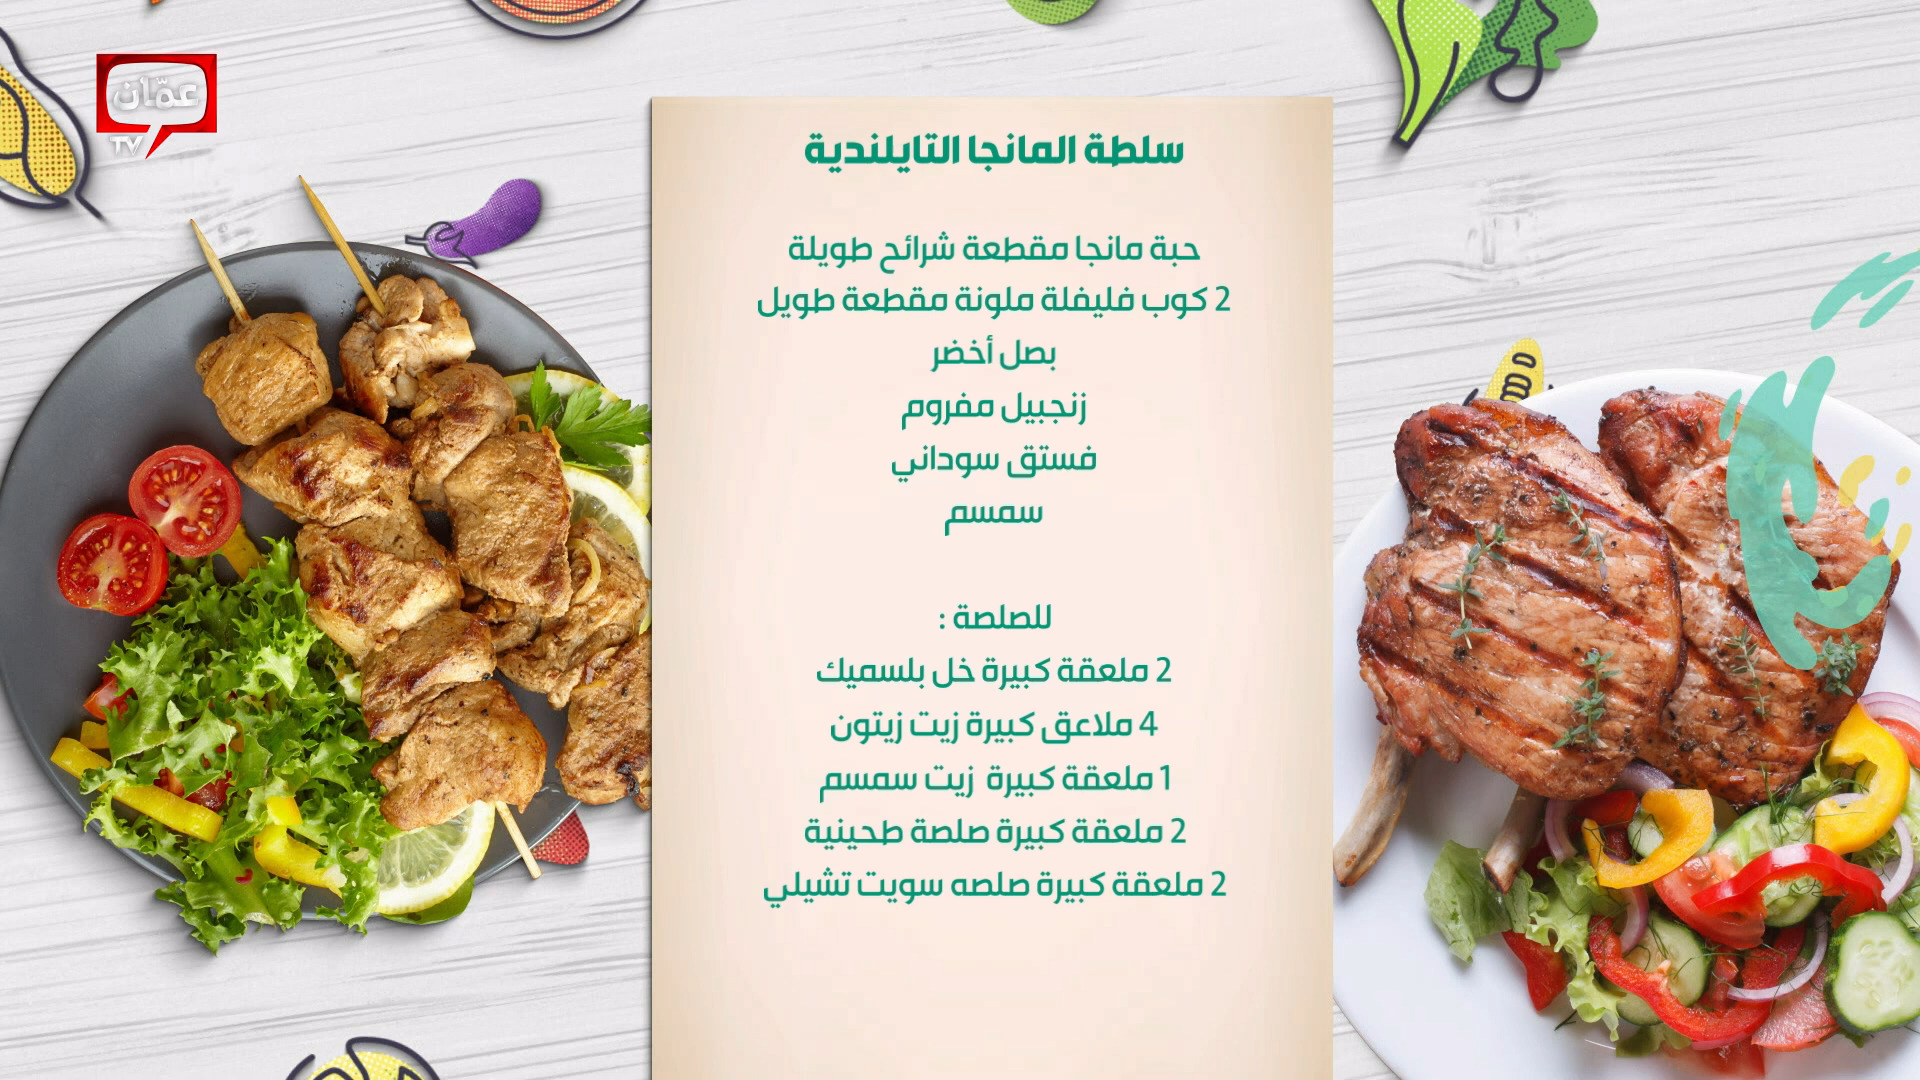 عمّان
TV
سلطة المانجا التايلندية
حبة مانجا مقطعة شرائح طويلة
2 كوب فليفلة ملونة مقطعة طويل
بصل أخضر
زنجبيل مفروم
فستق سوداني
سمسم
للصلصة :
2 ملعقة كبيرة خل بلسميك
4 ملاعق كبيرة زيت زيتون
1 ملعقة كبيرة زيت سمسم
2 ملعقة كبيرة صلصة طحينية
2 ملعقة كبيرة صلصه سويت تشيلي